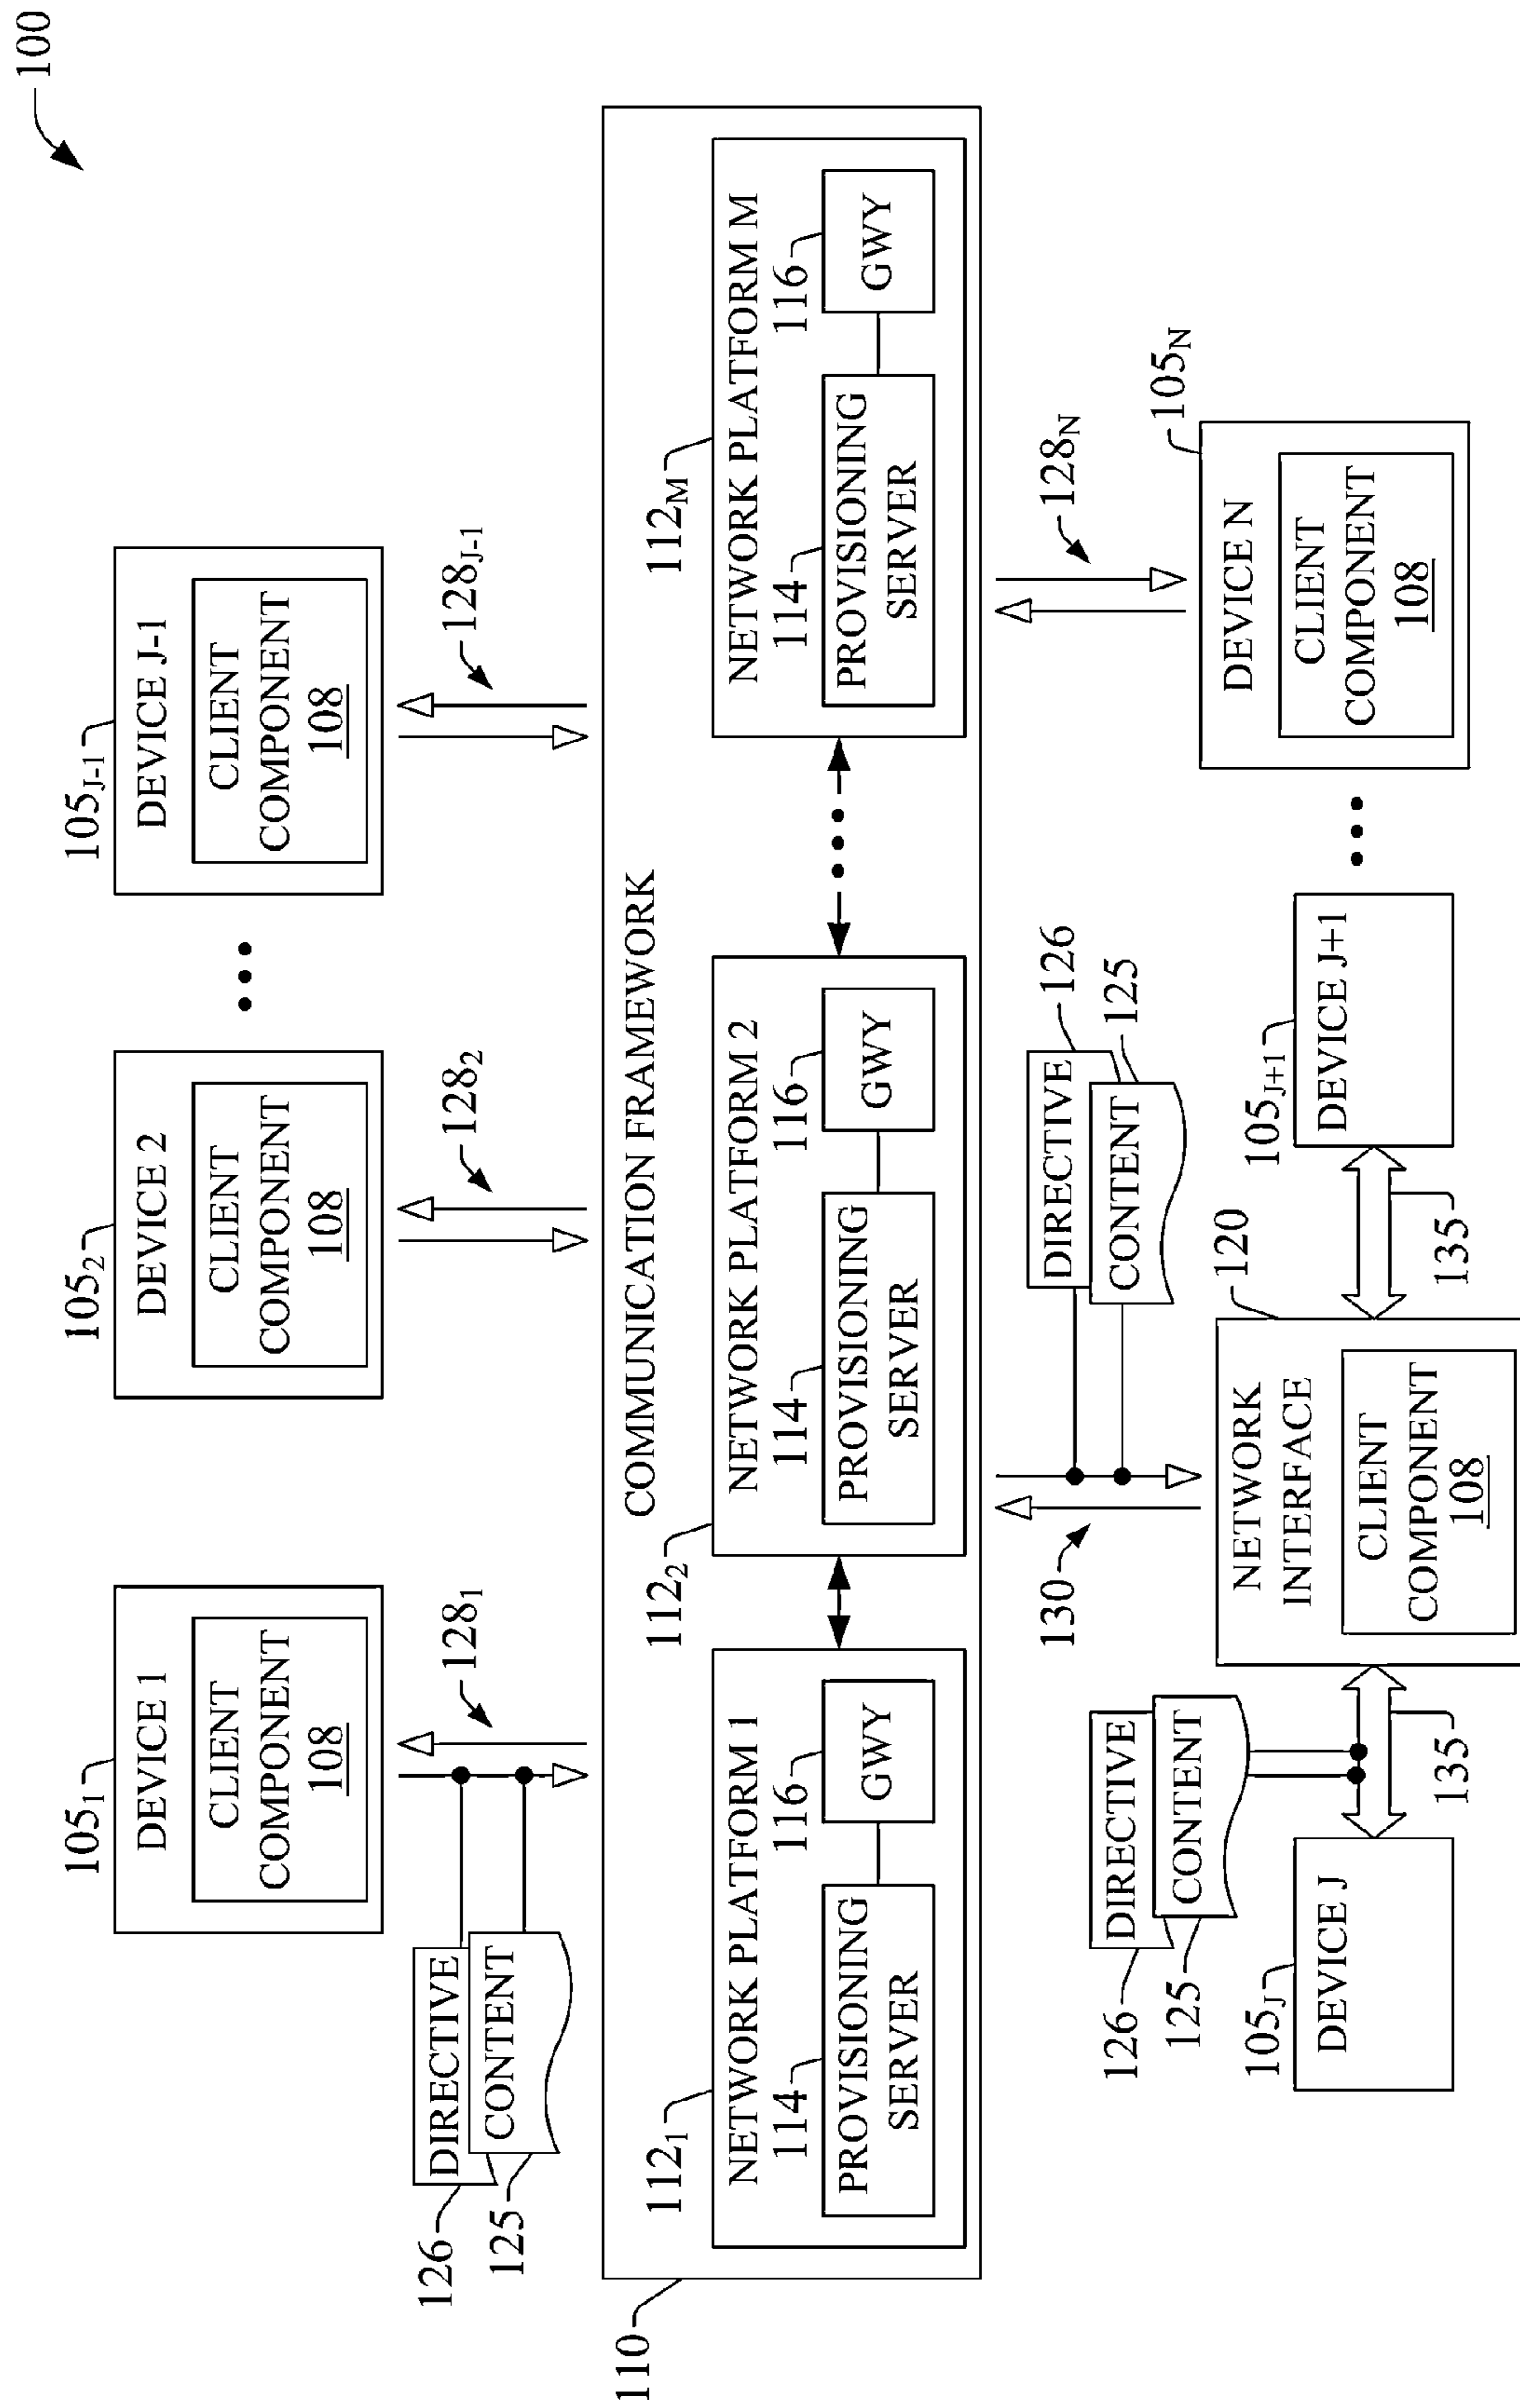 100
105₁
DEVICE 1
CLIENT
COMPONENT
108
105₂
DEVICE 2
CLIENT
COMPONENT
108
105J-1
DEVICE J-1
CLIENT
COMPONENT
108
126
DIRECTIVE
125
CONTENT
128₁
128₂
128J-1
110
COMMUNICATION FRAMEWORK
112₁
NETWORK PLATFORM 1
114
PROVISIONING
SERVER
116
GWY
112₂
NETWORK PLATFORM 2
114
PROVISIONING
SERVER
116
GWY
112M
NETWORK PLATFORM M
114
PROVISIONING
SERVER
116
GWY
130
DIRECTIVE
126
CONTENT
125
128N
126
DIRECTIVE
125
CONTENT
105J
DEVICE J
135
120
NETWORK
INTERFACE
CLIENT
COMPONENT
108
135
105J+1
DEVICE J+1
105N
DEVICE N
CLIENT
COMPONENT
108